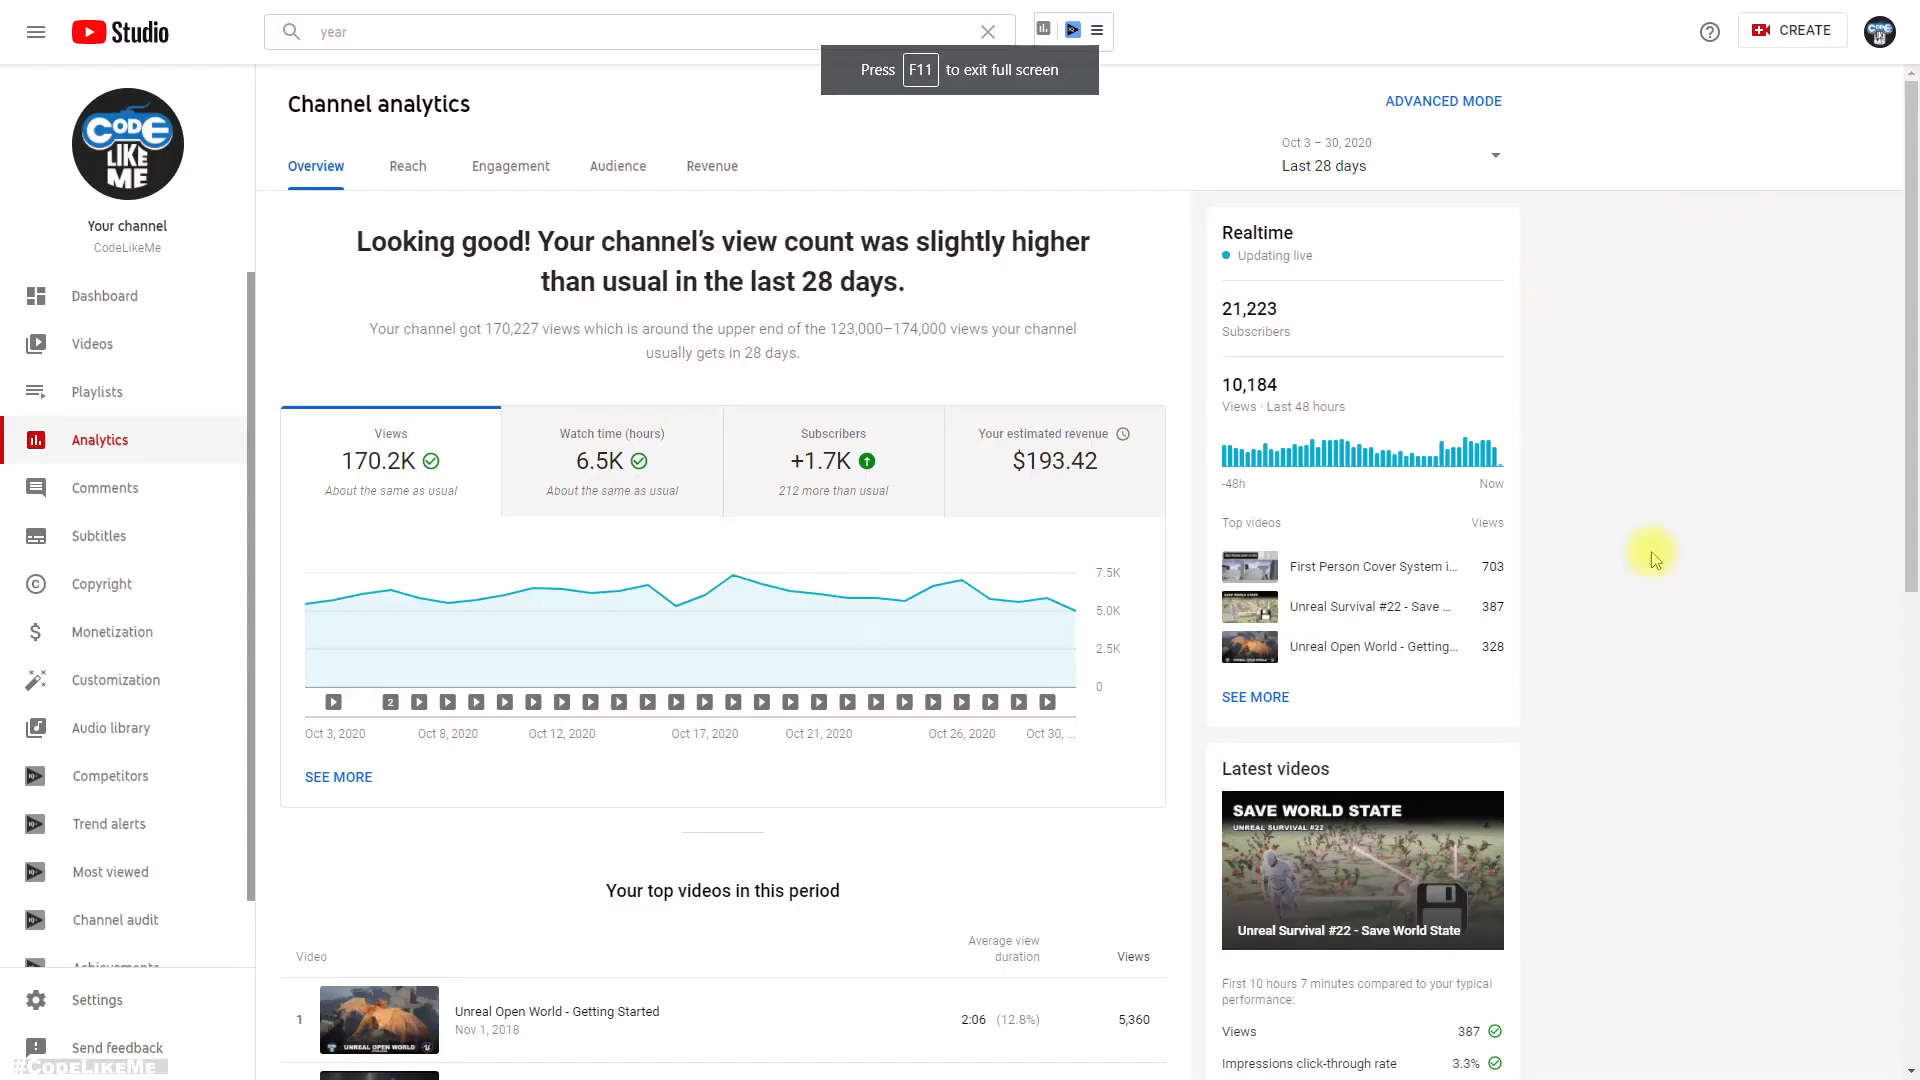 Studio
year
CREATE
Press F11 to exit full screen
CODE
LIKE
ME
Your channel
CodeLikeMe
Dashboard
Videos
Playlists
Analytics
Comments
Subtitles
Copyright
Monetization
Customization
Audio library
Competitors
Trend alerts
Most viewed
Channel audit
Achievements
Settings
Send feedback
#CodeLikeMe
Channel analytics
ADVANCED MODE
Oct 3 – 30, 2020
Last 28 days
Overview
Reach
Engagement
Audience
Revenue
Looking good! Your channel's view count was slightly higher
than usual in the last 28 days.
Your channel got 170,227 views which is around the upper end of the 123,000–174,000 views your channel
usually gets in 28 days.
Views
170.2K
About the same as usual
Watch time (hours)
6.5K
About the same as usual
Subscribers
+1.7K
212 more than usual
Your estimated revenue
$193.42
7.5K
5.0K
2.5K
0
2
Oct 3, 2020
Oct 8, 2020
Oct 12, 2020
Oct 17, 2020
Oct 21, 2020
Oct 26, 2020
Oct 30, ...
SEE MORE
Your top videos in this period
Video
Average view
duration
Views
1
UNREAL OPEN WORLD
Unreal Open World - Getting Started
Nov 1, 2018
2:06 (12.8%)
5,360
Realtime
Updating live
21,223
Subscribers
10,184
Views · Last 48 hours
-48h
Now
Top videos
Views
First Person Cover System i...
703
Unreal Survival #22 - Save ...
387
Unreal Open World - Getting...
328
SEE MORE
Latest videos
SAVE WORLD STATE
UNREAL SURVIVAL #22
Unreal Survival #22 - Save World State
First 10 hours 7 minutes compared to your typical
performance:
Views
387
Impressions click-through rate
3.3%